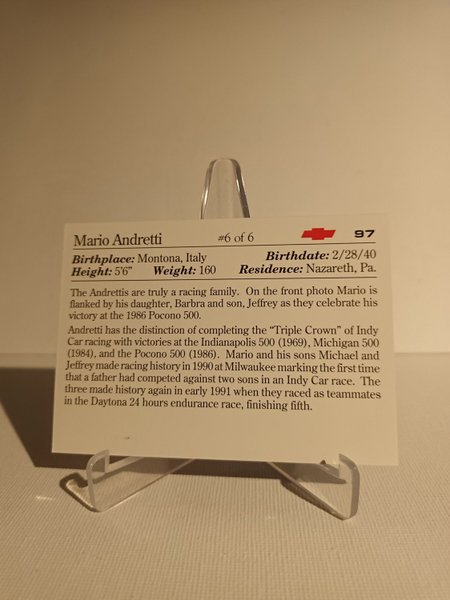 Mario Andretti #6 of 6 97
Birthplace: Montona, Italy Birthdate: 2/28/40
Height: 5'6" Weight: 160 Residence: Nazareth, Pa.
The Andrettis are truly a racing family. On the front photo Mario is
flanked by his daughter, Barbra and son, Jeffrey as they celebrate his
victory at the 1986 Pocono 500.
Andretti has the distinction of completing the "Triple Crown" of Indy
Car racing with victories at the Indianapolis 500 (1969), Michigan 500
(1984), and the Pocono 500 (1986). Mario and his sons Michael and
Jeffrey made racing history in 1990 at Milwaukee marking the first time
that a father had competed against two sons in an Indy Car race. The
three made history again in early 1991 when they raced as teammates
in the Daytona 24 hours endurance race, finishing fifth.